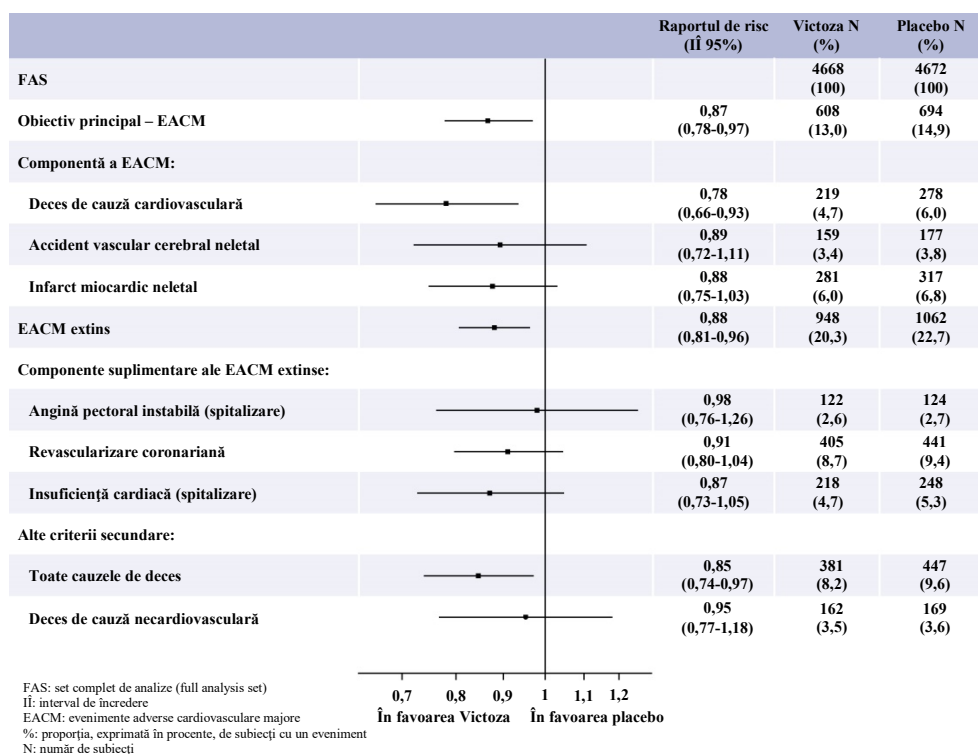 Raportul de risc Victoza N Placebo N
(IÎ 95%) (%) (%)
FAS 4668 4672
(100) (100)
Obiectiv principal – EACM 0,87 608 694
(0,78-0,97) (13,0) (14,9)
Componentă a EACM:
Deces de cauză cardiovasculară 0,78 219 278
(0,66-0,93) (4,7) (6,0)
Accident vascular cerebral neletal 0,89 159 177
(0,72-1,11) (3,4) (3,8)
Infarct miocardic neletal 0,88 281 317
(0,75-1,03) (6,0) (6,8)
EACM extins 0,88 948 1062
(0,81-0,96) (20,3) (22,7)
Componente suplimentare ale EACM extinse:
Angină pectoral instabilă (spitalizare) 0,98 122 124
(0,76-1,26) (2,6) (2,7)
Revascularizare coronariană 0,91 405 441
(0,80-1,04) (8,7) (9,4)
Insuficienţă cardiacă (spitalizare) 0,87 218 248
(0,73-1,05) (4,7) (5,3)
Alte criterii secundare:
Toate cauzele de deces 0,85 381 447
(0,74-0,97) (8,2) (9,6)
Deces de cauză necardiovasculară 0,95 162 169
(0,77-1,18) (3,5) (3,6)
0,7 0,8 0,9 1 1,1 1,2
În favoarea Victoza În favoarea placebo
FAS: set complet de analize (full analysis set)
IÎ: interval de încredere
EACM: evenimente adverse cardiovasculare majore
%: proporţia, exprimată în procente, de subiecţi cu un eveniment
N: număr de subiecţi